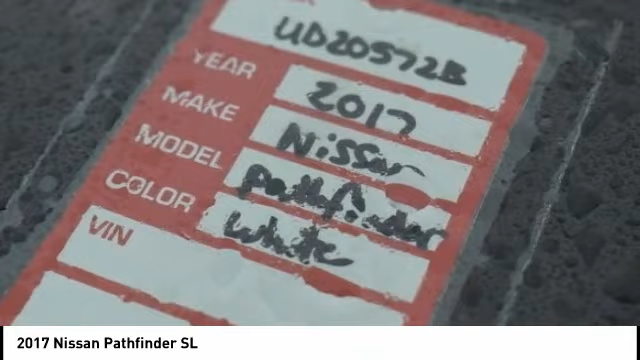 UD20572B
YEAR 2017
MAKE Nissan
MODEL Pathfinder
COLOR White
VIN
2017 Nissan Pathfinder SL